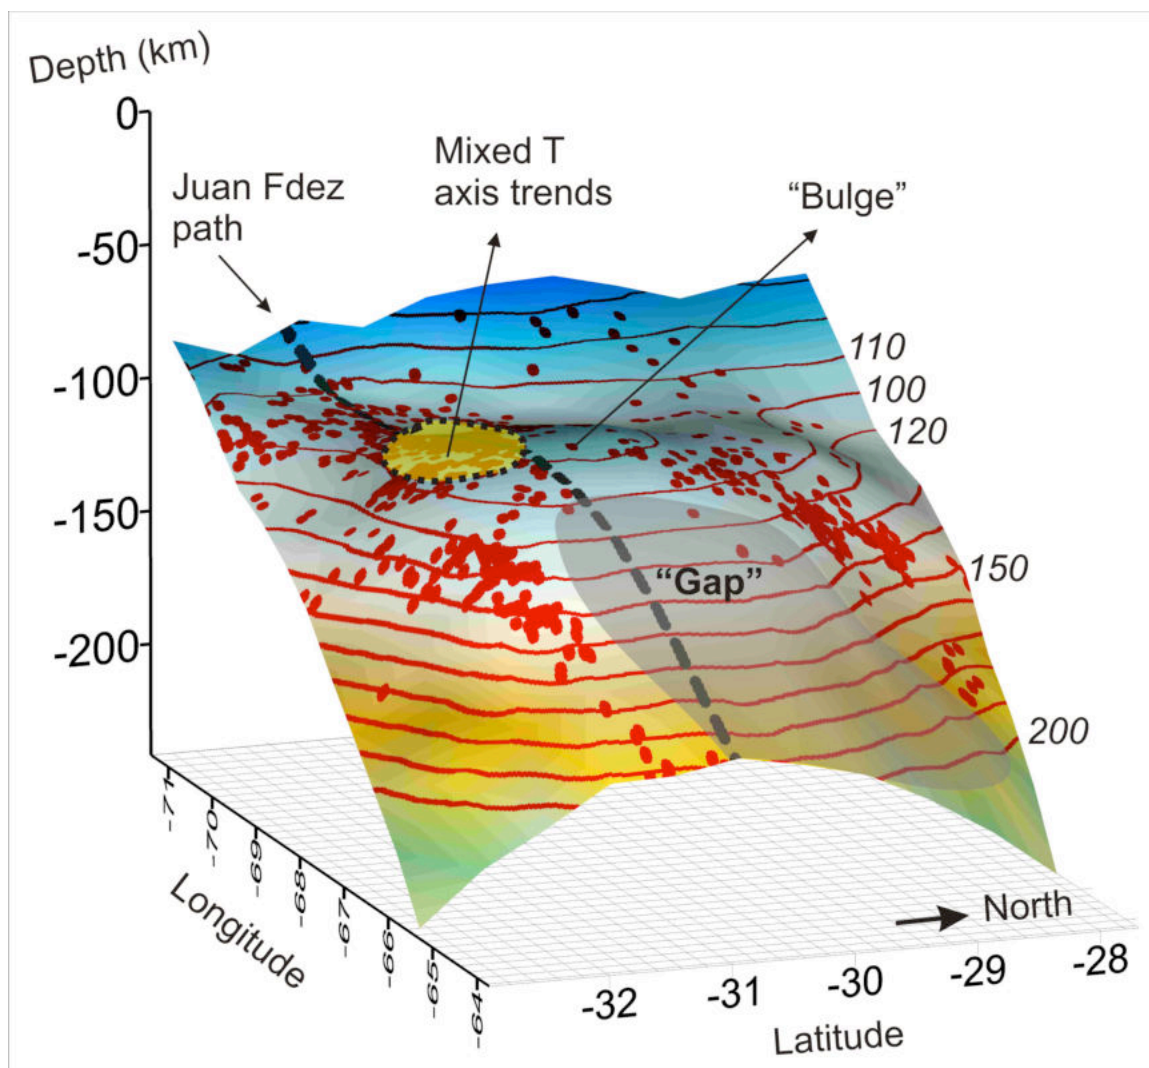 Depth (km)
0
-50
-100
-150
-200
Juan Fdez
path
Mixed T
axis trends
“Bulge”
110
100
120
150
200
“Gap”
-71
-70
-69
-68
-67
-66
-65
-64
Longitude
North
-32
-31
-30
-29
-28
Latitude